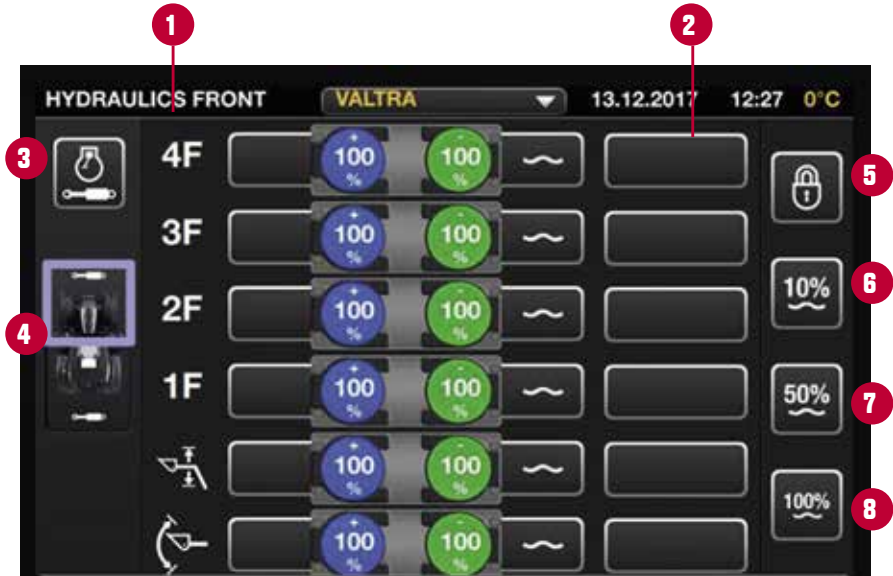 1 2
HYDRAULICS FRONT VALTRA 13.12.2017 12:27 0°C
3 4F + 100 % - 100 % 5
3F + 100 % - 100 %
4 2F + 100 % - 100 % 10% 6
1F + 100 % - 100 % 50% 7
+ 100 % - 100 %
+ 100 % - 100 % 100% 8